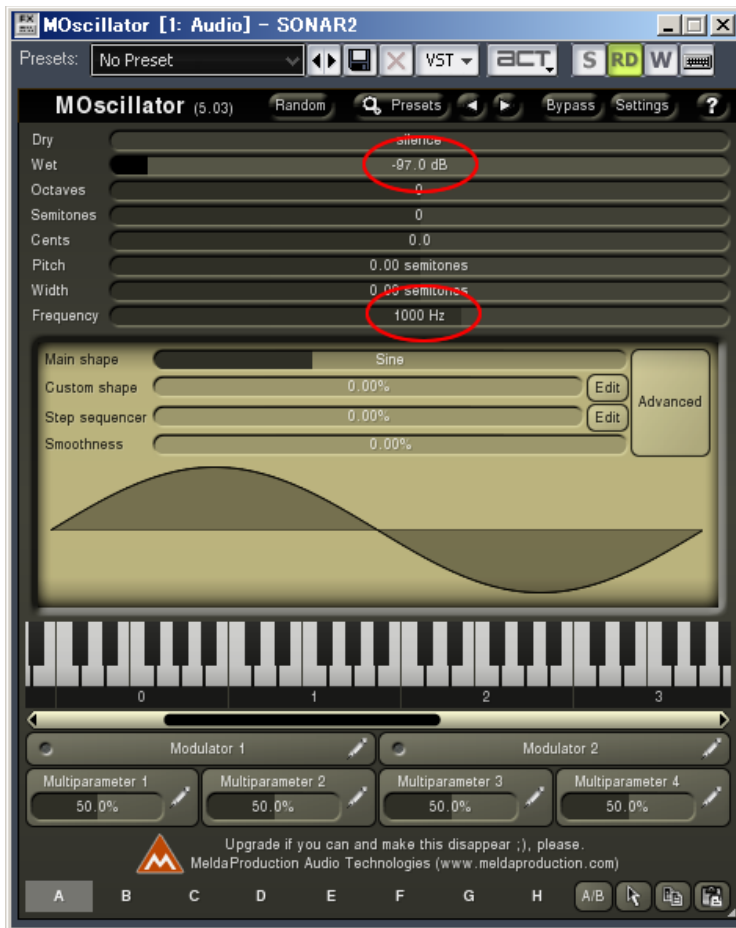 MOscillator [1: Audio] - SONAR2
Presets: No Preset VST ACT S RD W
MOscillator (5.03) Random Presets Bypass Settings ?
Dry silence
Wet -97.0 dB
Octaves 0
Semitones 0
Cents 0.0
Pitch 0.00 semitones
Width 0.00 semitones
Frequency 1000 Hz
Main shape Sine
Custom shape 0.00% Edit
Advanced
Step sequencer 0.00% Edit
Smoothness 0.00%
0 1 2 3
Modulator 1 Modulator 2
Multiparameter 1 Multiparameter 2 Multiparameter 3 Multiparameter 4
50.0% 50.0% 50.0% 50.0%
Upgrade if you can and make this disappear ;), please.
MeldaProduction Audio Technologies (www.meldaproduction.com)
A B C D E F G H A/B